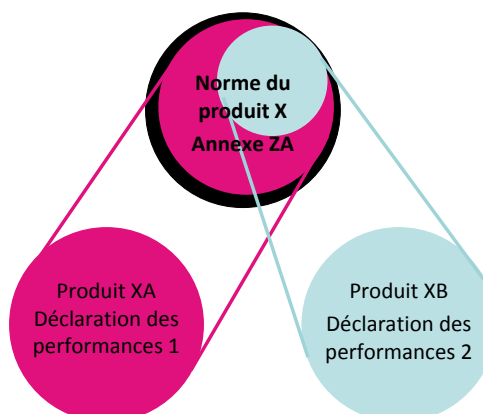 Norme du
produit X
Annexe ZA
Produit XA
Déclaration des
performances 1
Produit XB
Déclaration des
performances 2